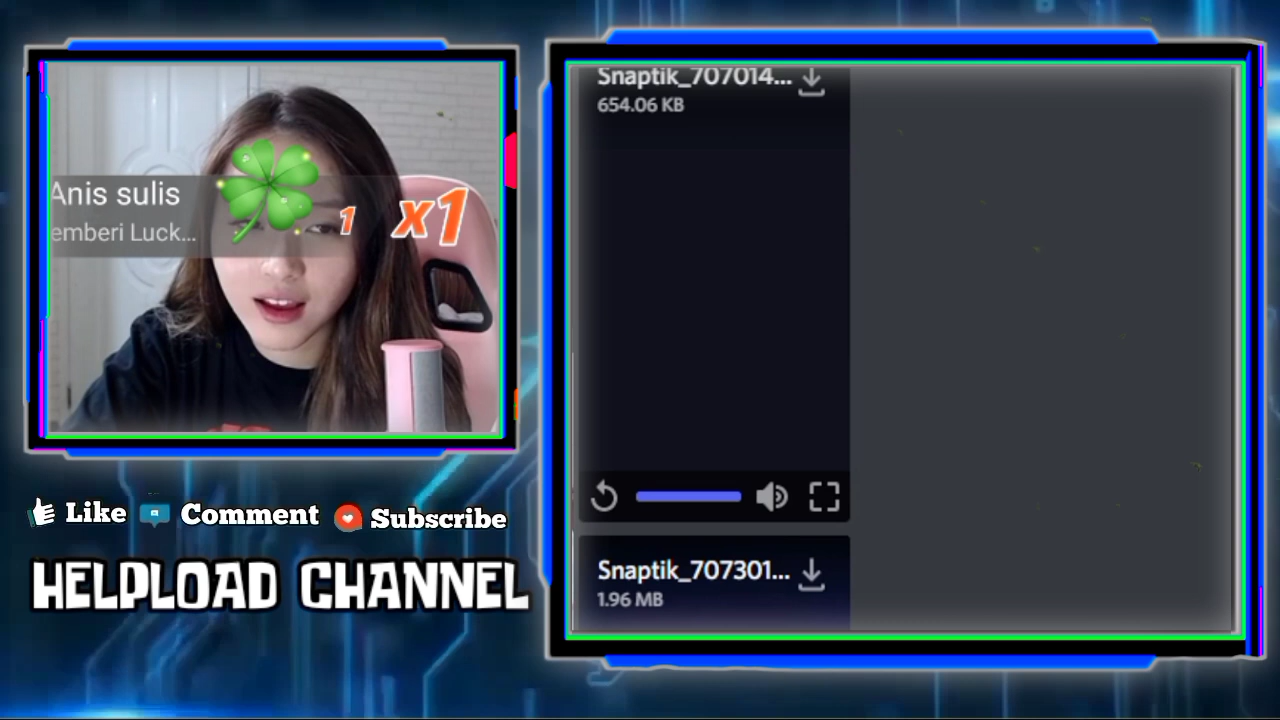 Anis sulis
emberi Luck...
1
x1
Like
Comment
Subscribe
HELPLOAD CHANNEL
Snaptik_707014...
654.06 KB
Snaptik_707301...
1.96 MB